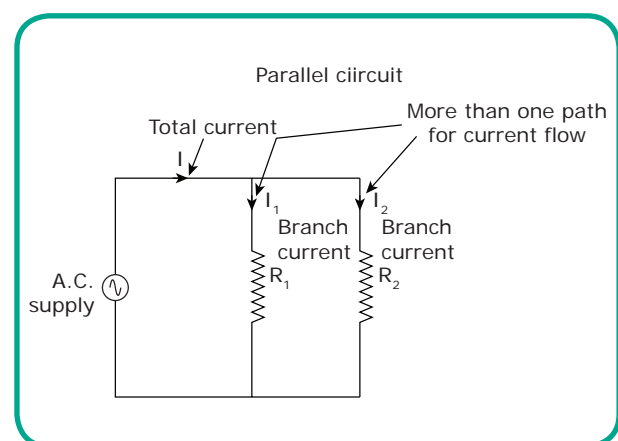 Parallel ciircuit
More than one path
for current flow
Total current
I
I₁
I₂
Branch
current
Branch
current
R₁
R₂
A.C.
supply